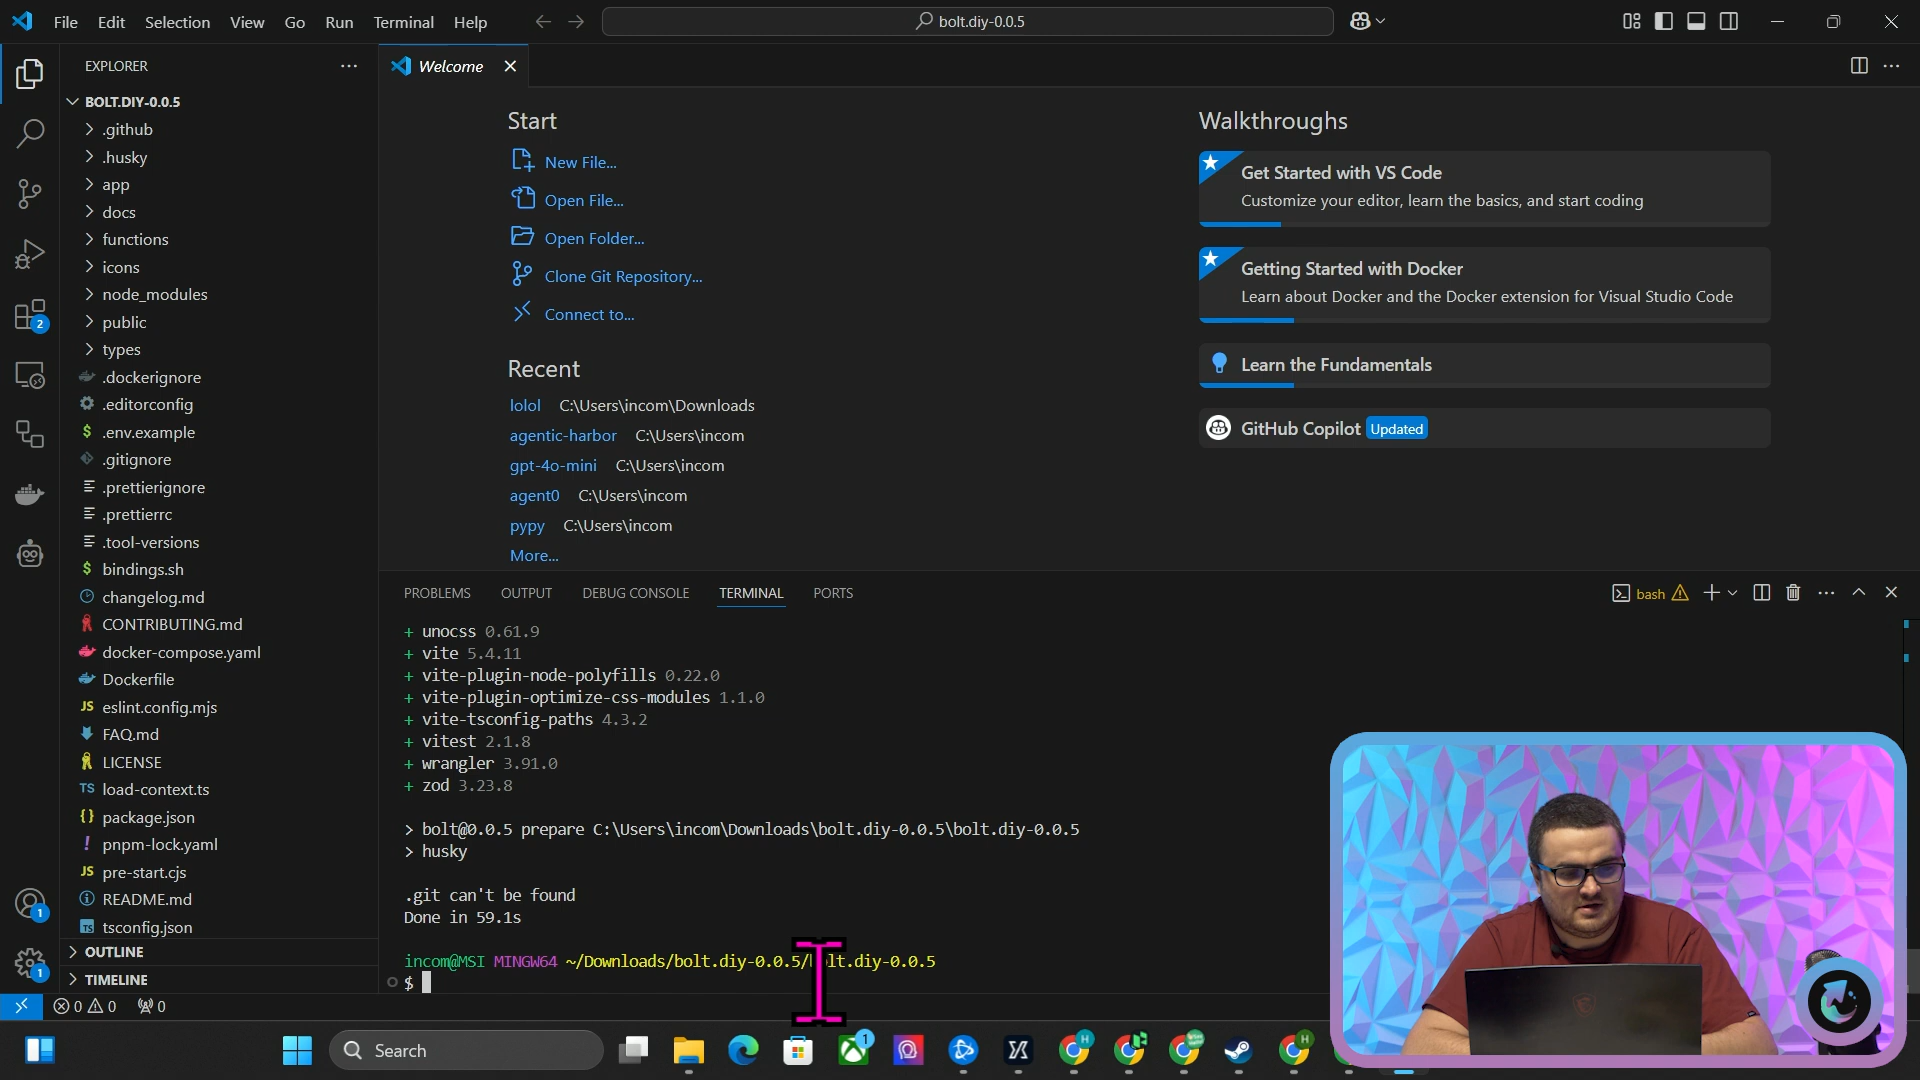 File Edit Selection View Go Run Terminal Help
bolt.diy-0.0.5
EXPLORER
BOLT.DIY-0.0.5
.github
.husky
app
docs
functions
icons
node_modules
public
types
.dockerignore
.editorconfig
$ .env.example
.gitignore
.prettierignore
.prettierrc
.tool-versions
$ bindings.sh
changelog.md
CONTRIBUTING.md
docker-compose.yaml
Dockerfile
JS eslint.config.mjs
FAQ.md
LICENSE
TS load-context.ts
{} package.json
! pnpm-lock.yaml
JS pre-start.cjs
README.md
TS tsconfig.json
OUTLINE
TIMELINE
2
1
1
Welcome
Start
New File...
Open File...
Open Folder...
Clone Git Repository...
Connect to...
Recent
lolol C:\Users\incom\Downloads
agentic-harbor C:\Users\incom
gpt-4o-mini C:\Users\incom
agent0 C:\Users\incom
pypy C:\Users\incom
More...
Walkthroughs
Get Started with VS Code
Customize your editor, learn the basics, and start coding
Getting Started with Docker
Learn about Docker and the Docker extension for Visual Studio Code
Learn the Fundamentals
GitHub Copilot Updated
PROBLEMS OUTPUT DEBUG CONSOLE TERMINAL PORTS
bash
+ unocss 0.61.9
+ vite 5.4.11
+ vite-plugin-node-polyfills 0.22.0
+ vite-plugin-optimize-css-modules 1.1.0
+ vite-tsconfig-paths 4.3.2
+ vitest 2.1.8
+ wrangler 3.91.0
+ zod 3.23.8
> bolt@0.0.5 prepare C:\Users\incom\Downloads\bolt.diy-0.0.5\bolt.diy-0.0.5
> husky
.git can't be found
Done in 59.1s
incom@MSI MINGW64 ~/Downloads/bolt.diy-0.0.5/bolt.diy-0.0.5
$
0 0 0
Search
1
H
H